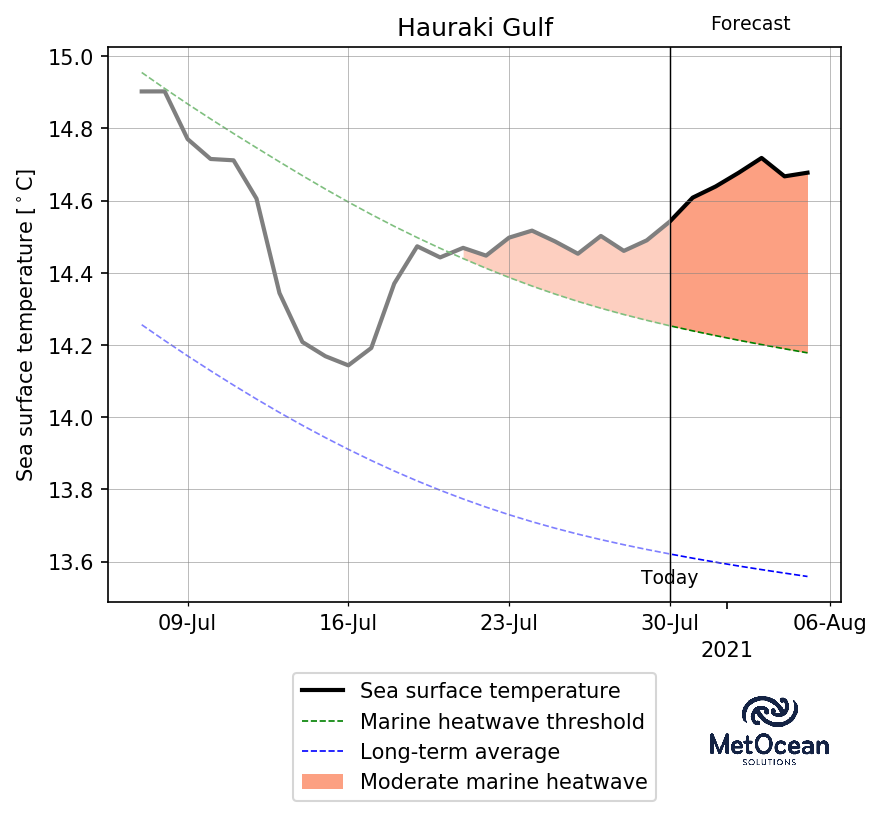 Hauraki Gulf
Forecast
Sea surface temperature [°C]
15.0
14.8
14.6
14.4
14.2
14.0
13.8
13.6
Today
09-Jul 16-Jul 23-Jul 30-Jul 06-Aug
2021
Sea surface temperature
Marine heatwave threshold
Long-term average
Moderate marine heatwave
MetOcean
SOLUTIONS